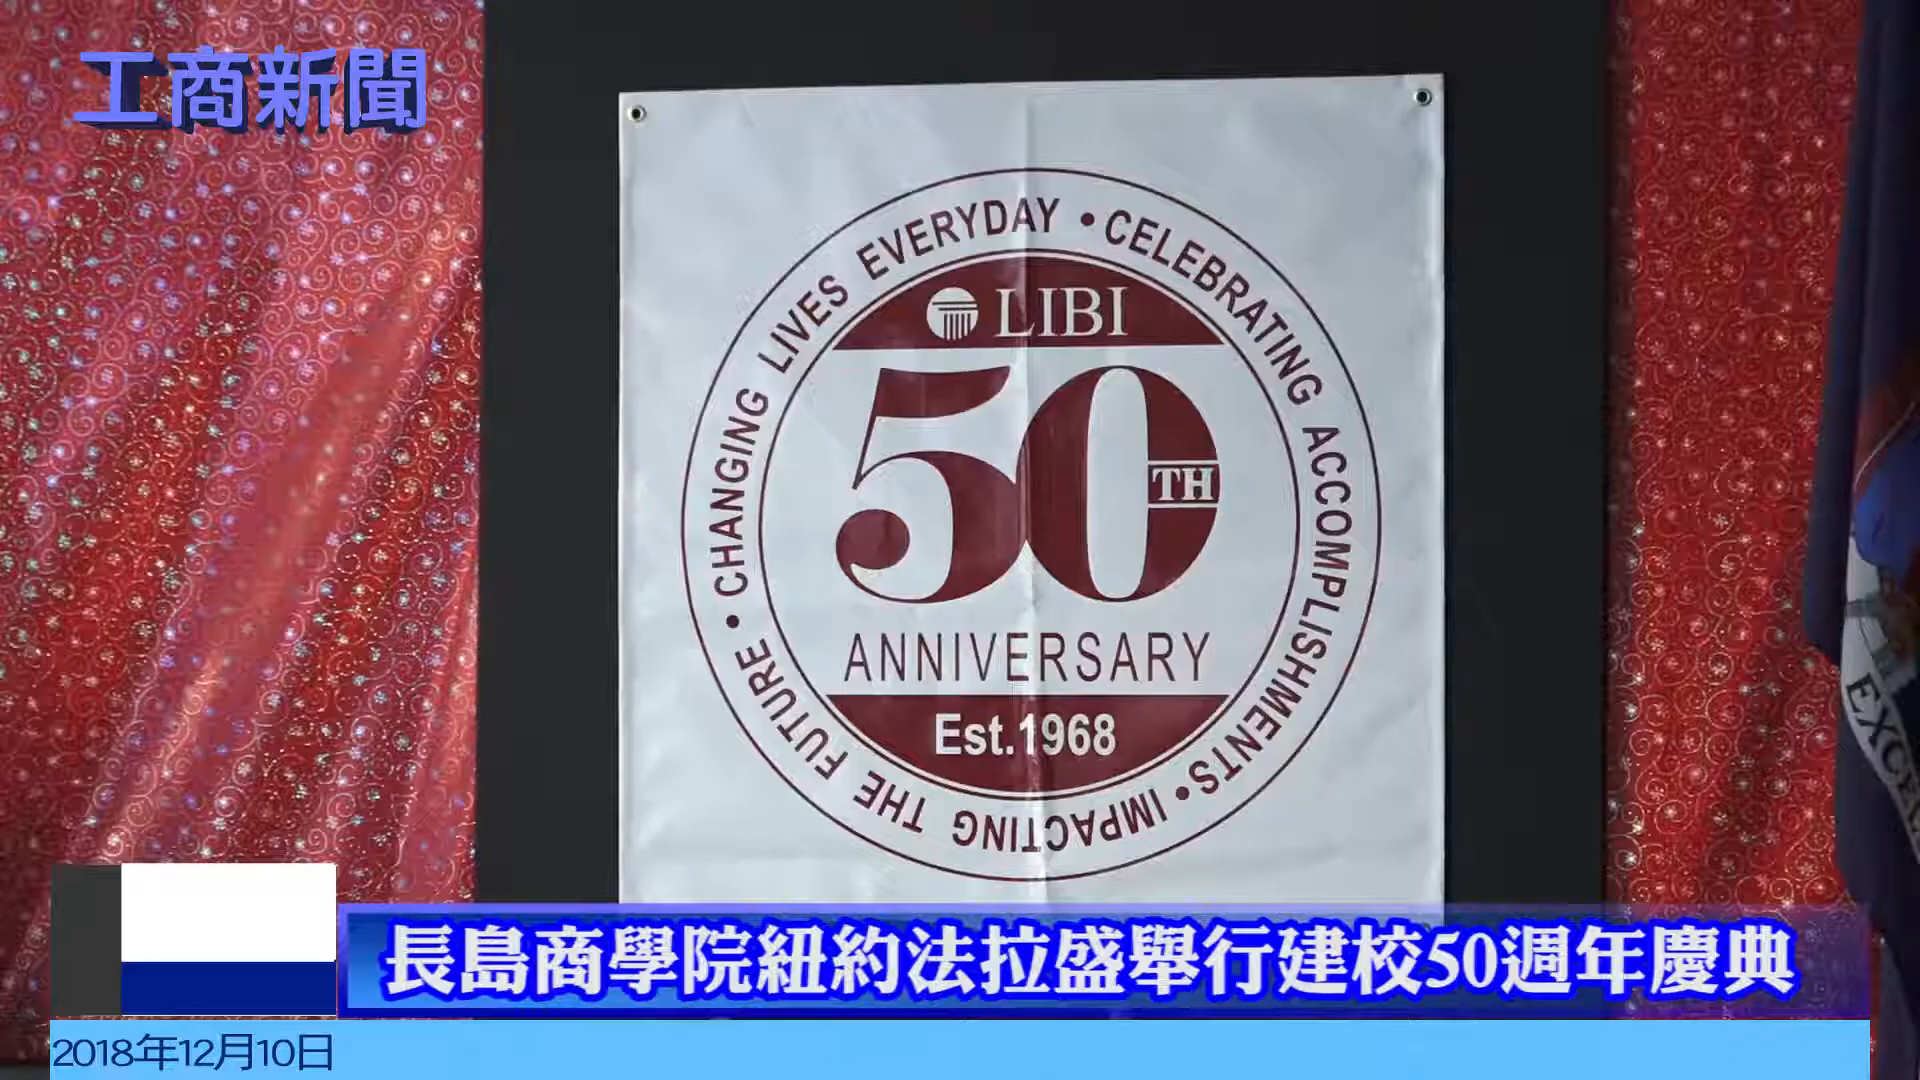 工商新聞
CHANGING LIVES EVERYDAY • CELEBRATING ACCOMPLISHMENTS • IMPACTING THE FUTURE •
LIBI
50TH
ANNIVERSARY
Est.1968
長島商學院紐約法拉盛舉行建校50週年慶典
2018年12月10日